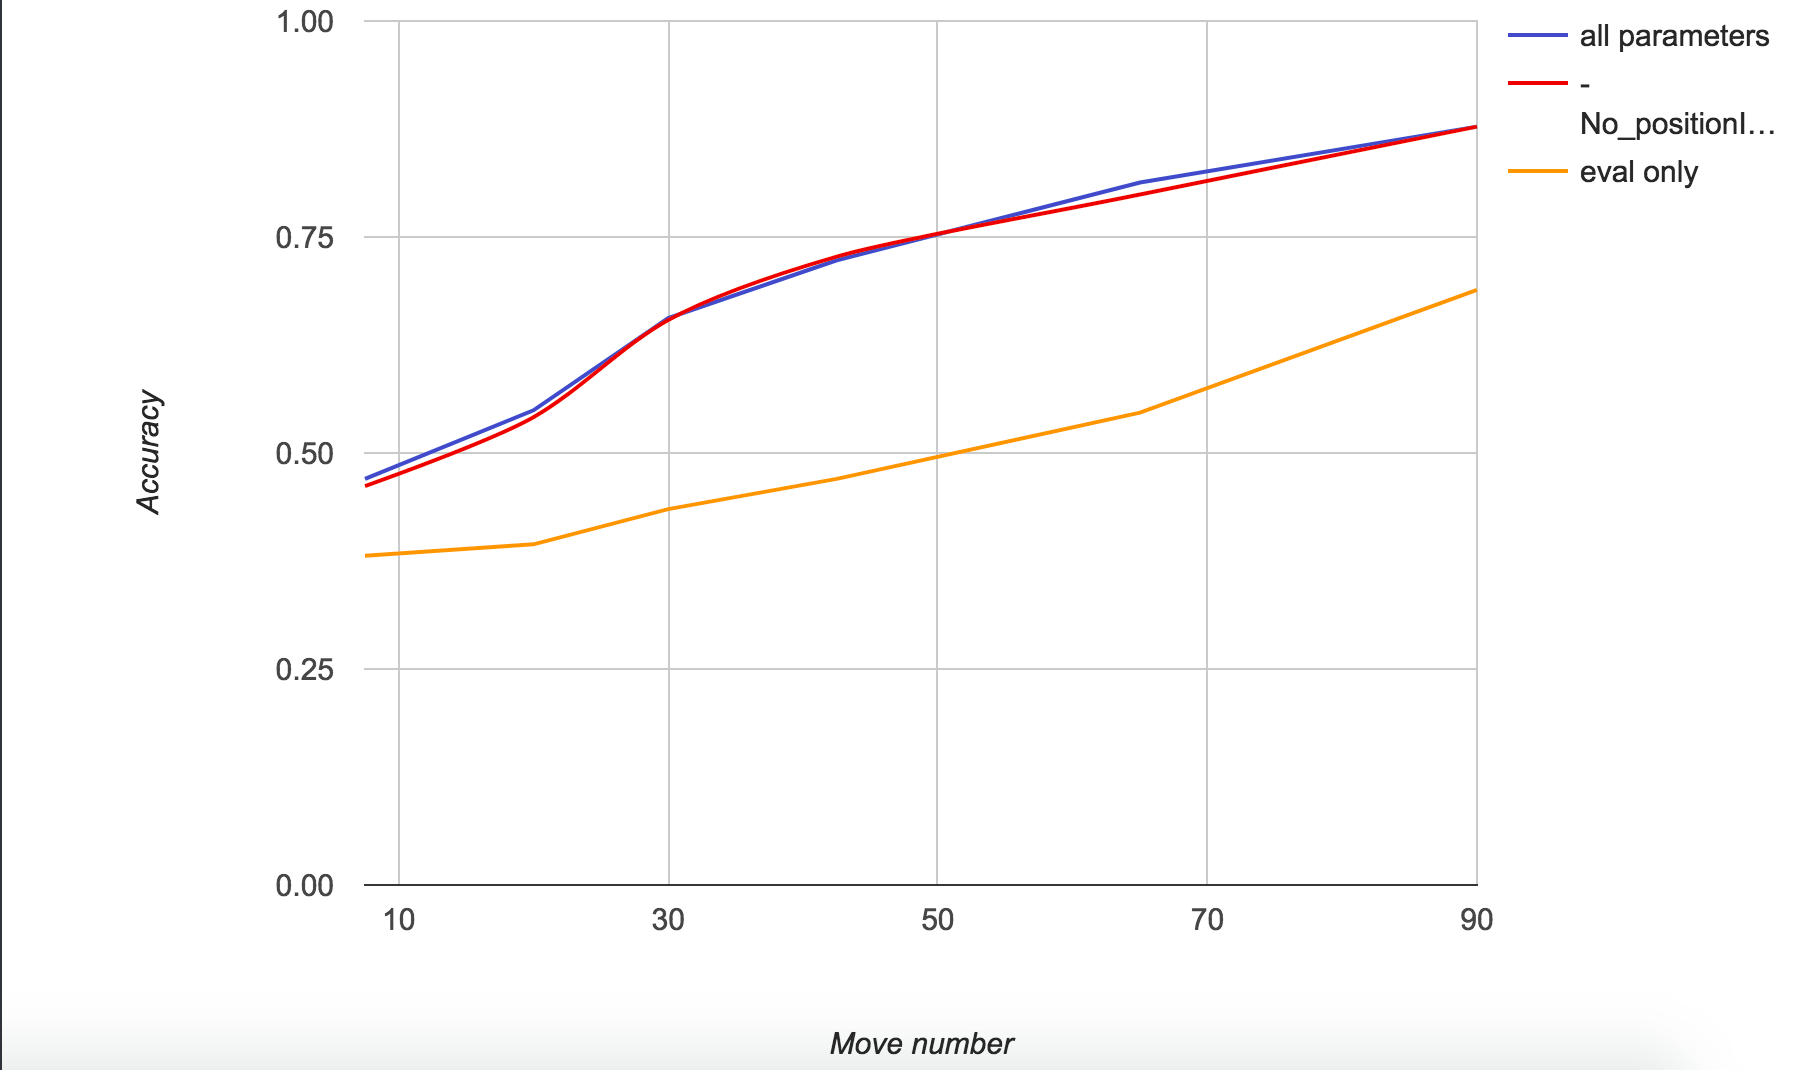 1.00
0.75
0.50
0.25
0.00
Accuracy
10 30 50 70 90
Move number
all parameters
-
No_positionI…
eval only